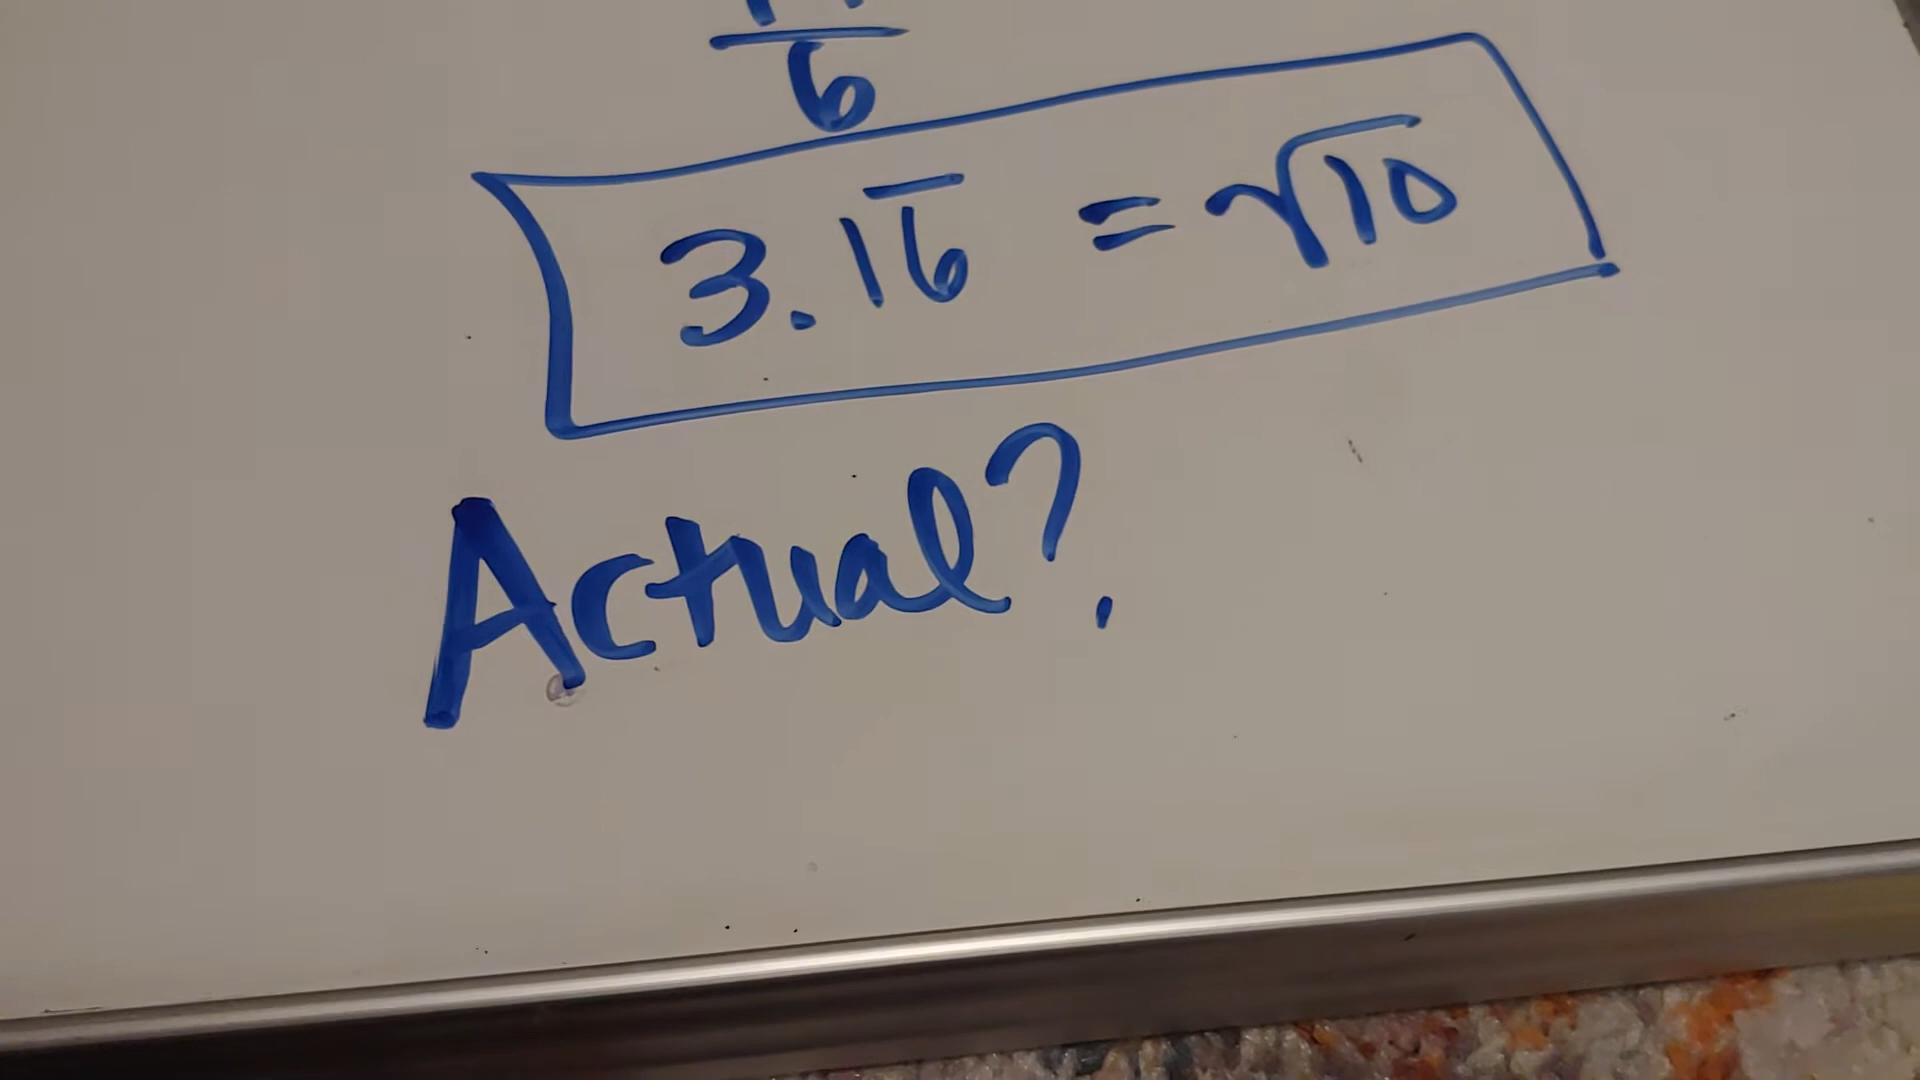 6
3.1̅6̅ = √10
Actual?